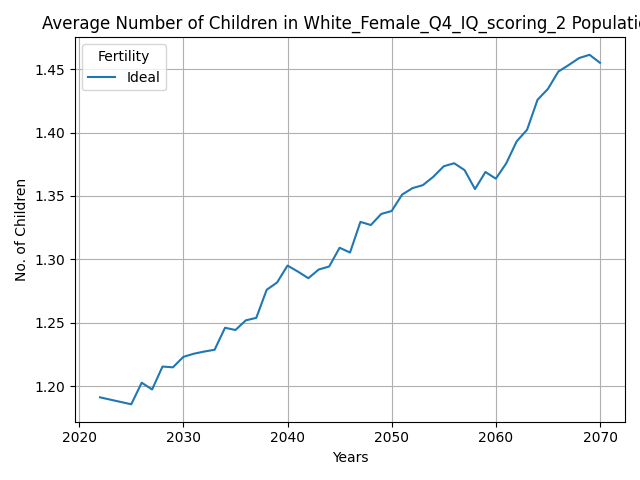 Average Number of Children in White_Female_Q4_IQ_scoring_2 Populati
Fertility
Ideal
No. of Children
1.45
1.40
1.35
1.30
1.25
1.20
2020 2030 2040 2050 2060 2070
Years